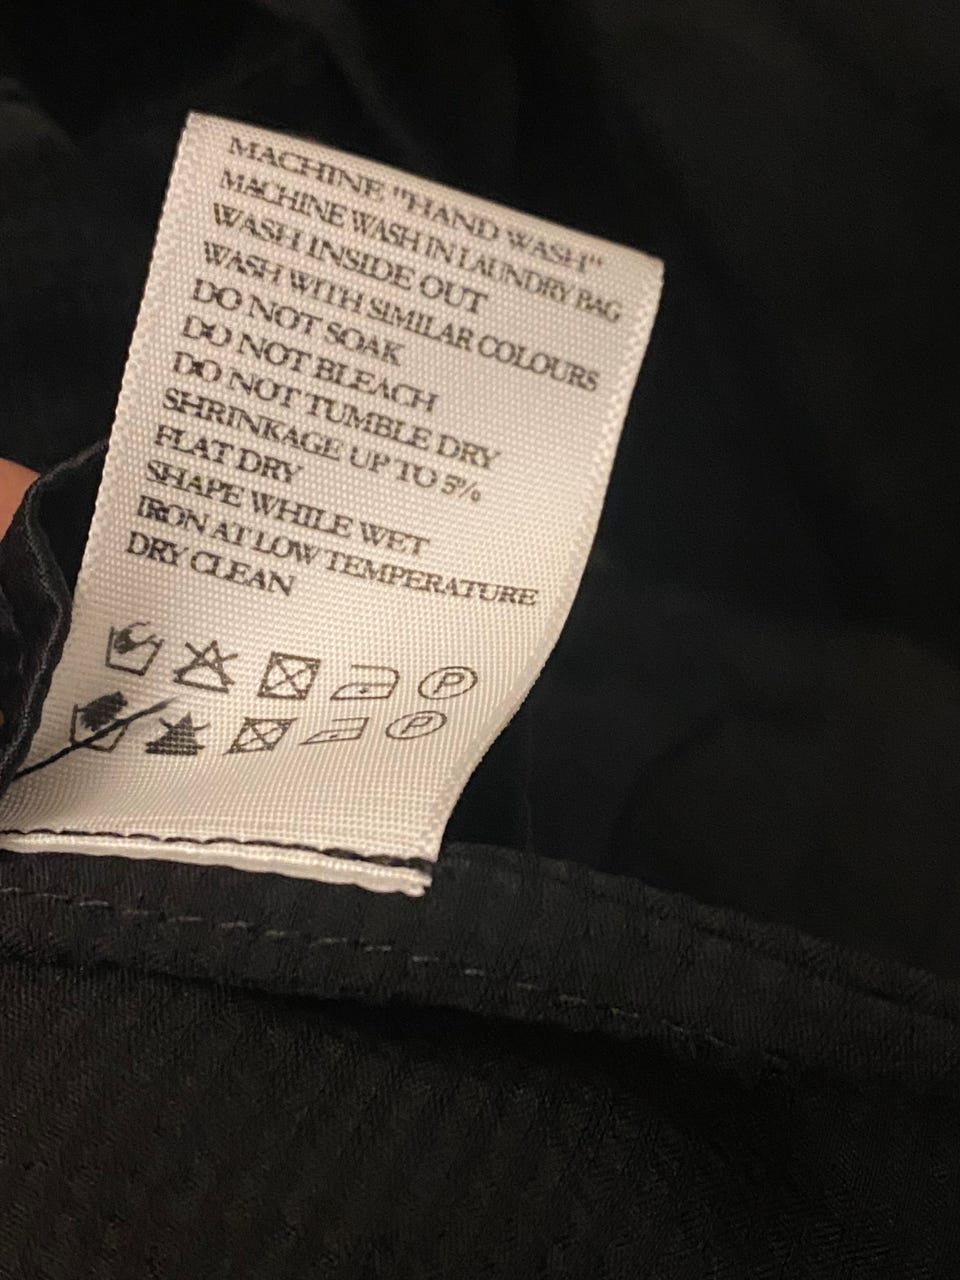 MACHINE "HAND WASH"
MACHINE WASH IN LAUNDRY BAG
WASH INSIDE OUT
WASH WITH SIMILAR COLOURS
DO NOT SOAK
DO NOT BLEACH
DO NOT TUMBLE DRY
SHRINKAGE UP TO 5%
FLAT DRY
SHAPE WHILE WET
IRON AT LOW TEMPERATURE
DRY CLEAN
P
P